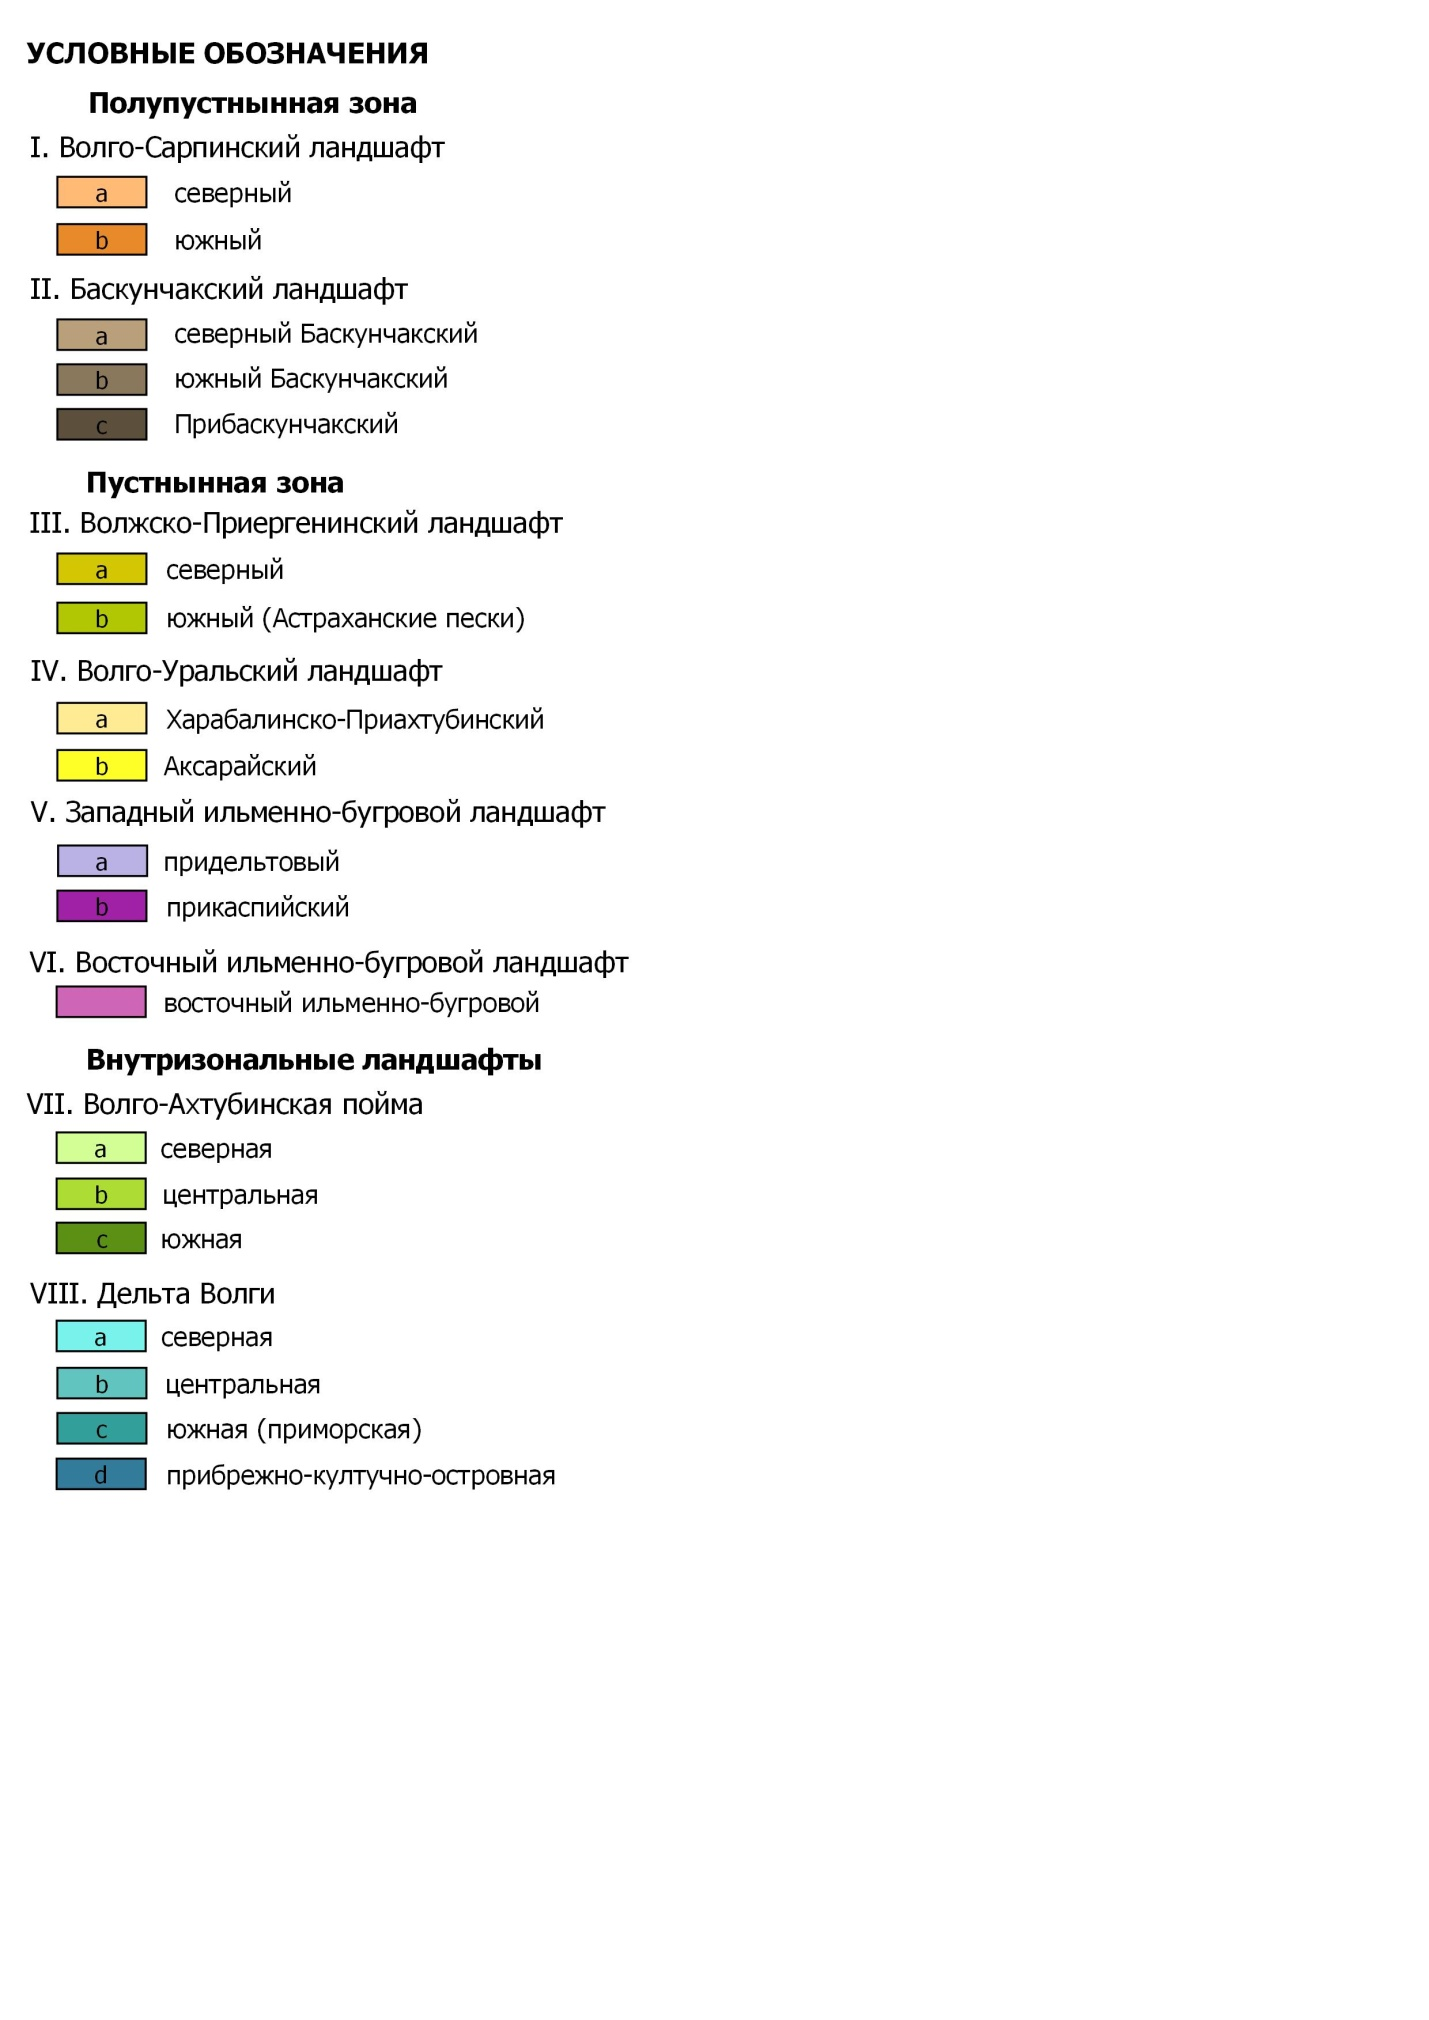 УСЛОВНЫЕ ОБОЗНАЧЕНИЯ
Полупустнынная зона
I. Волго-Сарпинский ландшафт
a северный
b южный
II. Баскунчакский ландшафт
a северный Баскунчакский
b южный Баскунчакский
c Прибаскунчакский
Пустнынная зона
III. Волжско-Приергенинский ландшафт
a северный
b южный (Астраханские пески)
IV. Волго-Уральский ландшафт
a Харабалинско-Приахтубинский
b Аксарайский
V. Западный ильменно-бугровой ландшафт
a придельтовый
b прикаспийский
VI. Восточный ильменно-бугровой ландшафт
восточный ильменно-бугровой
Внутризональные ландшафты
VII. Волго-Ахтубинская пойма
a северная
b центральная
c южная
VIII. Дельта Волги
a северная
b центральная
c южная (приморская)
d прибрежно-култучно-островная